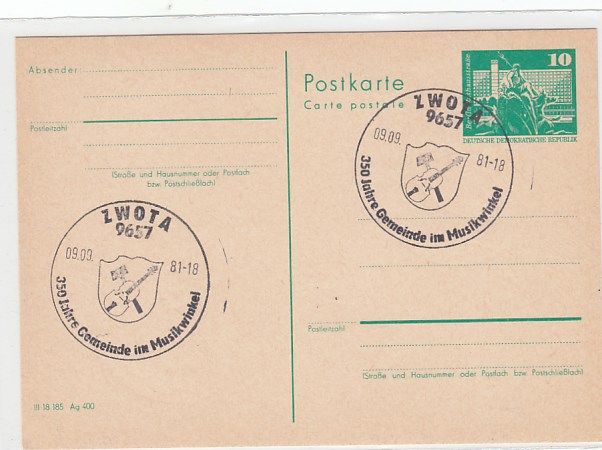 Absender:
Postleitzahl
(Straße und Hausnummer oder Postfach
bzw. Postschließfach)
ZWOTA
9657
09.09.
81-18
350 Jahre Gemeinde im Musikwinkel
III 18 185 Ag 400
Postkarte
Carte postale
10
DEUTSCHE DEMOKRATISCHE REPUBLIK
ZWOTA
9657
09.09.
81-18
350 Jahre Gemeinde im Musikwinkel
Postleitzahl
(Straße und Hausnummer oder Postfach bzw. Postschließfach)